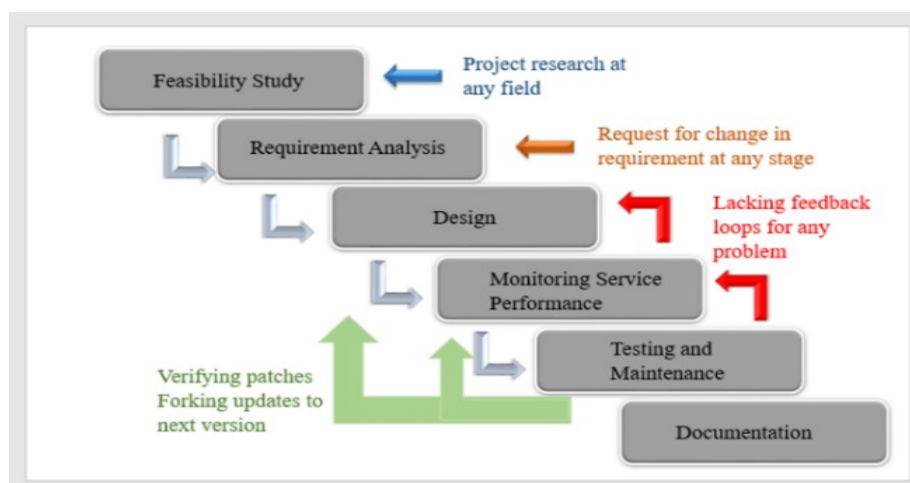 Feasibility Study
Project research at
any field
Requirement Analysis
Request for change in
requirement at any stage
Design
Lacking feedback
loops for any
problem
Monitoring Service
Performance
Testing and
Maintenance
Verifying patches
Forking updates to
next version
Documentation